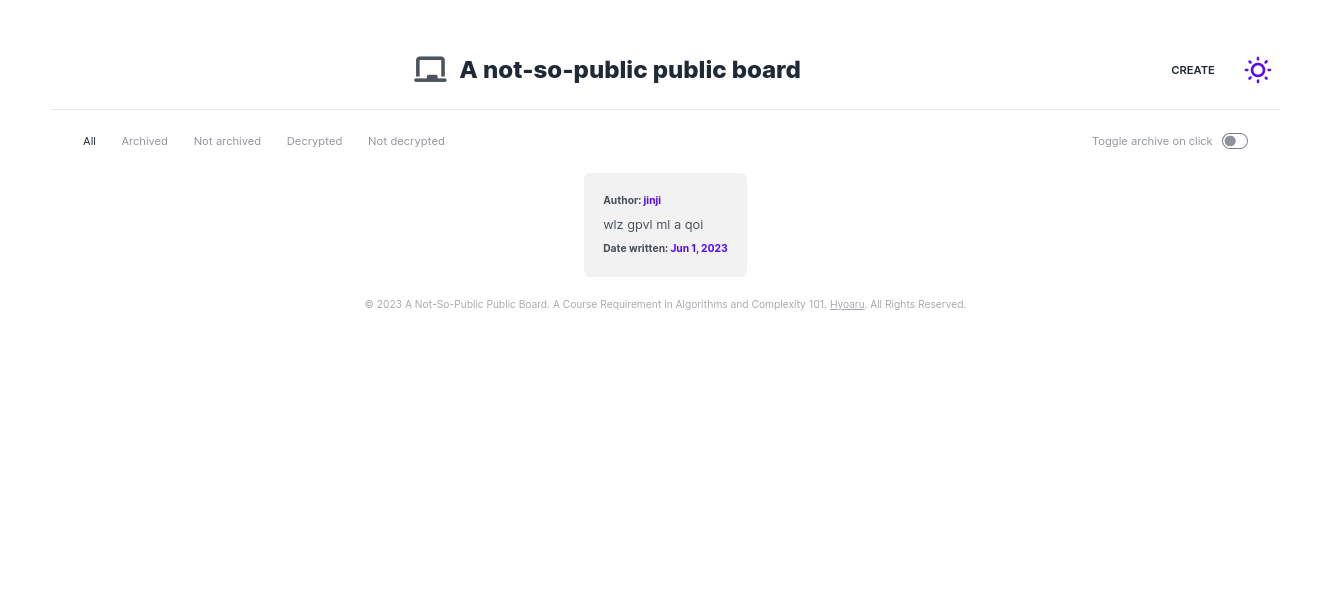 A not-so-public public board
CREATE
All Archived Not archived Decrypted Not decrypted
Toggle archive on click
Author: jinji
wlz gpvl ml a qoi
Date written: Jun 1, 2023
© 2023 A Not-So-Public Public Board. A Course Requirement in Algorithms and Complexity 101. Hyoaru. All Rights Reserved.